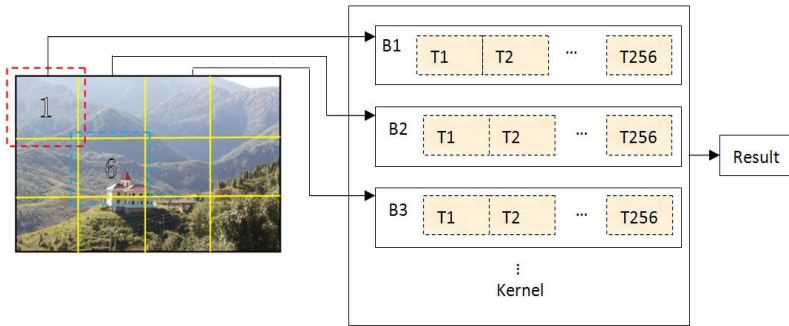 1
6
B1 T1 T2 ... T256
B2 T1 T2 ... T256
B3 T1 T2 ... T256
⋮
Kernel
Result